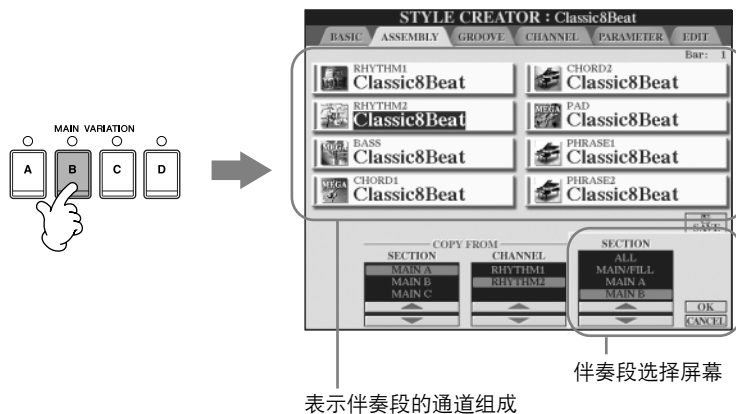 STYLE CREATOR : Classic8Beat
BASIC ASSEMBLY GROOVE CHANNEL PARAMETER EDIT
Bar: 1
RHYTHM1
Classic8Beat
CHORD2
Classic8Beat
RHYTHM2
Classic8Beat
MEGA
PAD
Classic8Beat
MEGA
BASS
Classic8Beat
PHRASE1
Classic8Beat
MEGA
CHORD1
Classic8Beat
PHRASE2
Classic8Beat
MAIN VARIATION
A B C D
SAVE
COPY FROM
SECTION CHANNEL SECTION
MAIN A
MAIN B
MAIN C
RHYTHM1
RHYTHM2
ALL
MAIN/FILL
MAIN A
MAIN B
OK
CANCEL
伴奏段选择屏幕
表示伴奏段的通道组成